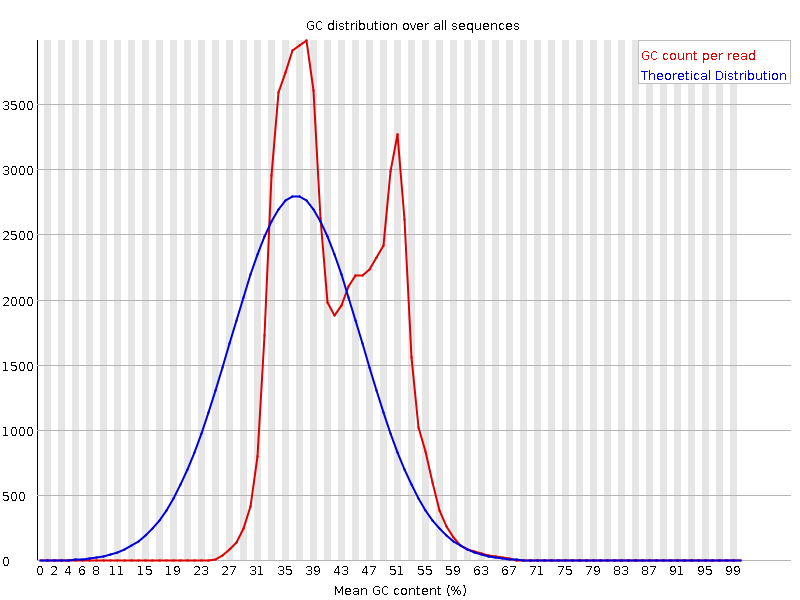 GC distribution over all sequences
GC count per read
Theoretical Distribution
3500
3000
2500
2000
1500
1000
500
0
0 2 4 6 8 11 15 19 23 27 31 35 39 43 47 51 55 59 63 67 71 75 79 83 87 91 95 99
Mean GC content (%)